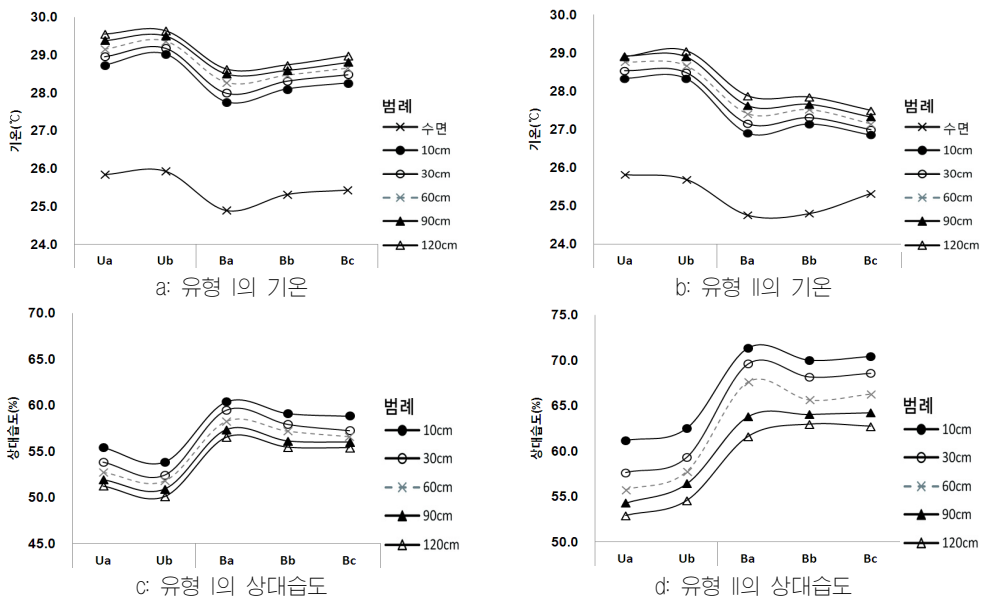 30.0
29.0
28.0
27.0
26.0
25.0
24.0
기온(℃)
Ua Ub Ba Bb Bc
범례
수면
10cm
30cm
60cm
90cm
120cm
a: 유형 Ⅰ의 기온
30.0
29.0
28.0
27.0
26.0
25.0
24.0
기온(℃)
Ua Ub Ba Bb Bc
범례
수면
10cm
30cm
60cm
90cm
120cm
b: 유형 Ⅱ의 기온
70.0
65.0
60.0
55.0
50.0
45.0
상대습도(%)
Ua Ub Ba Bb Bc
범례
10cm
30cm
60cm
90cm
120cm
c: 유형 Ⅰ의 상대습도
75.0
70.0
65.0
60.0
55.0
50.0
상대습도(%)
Ua Ub Ba Bb Bc
범례
10cm
30cm
60cm
90cm
120cm
d: 유형 Ⅱ의 상대습도